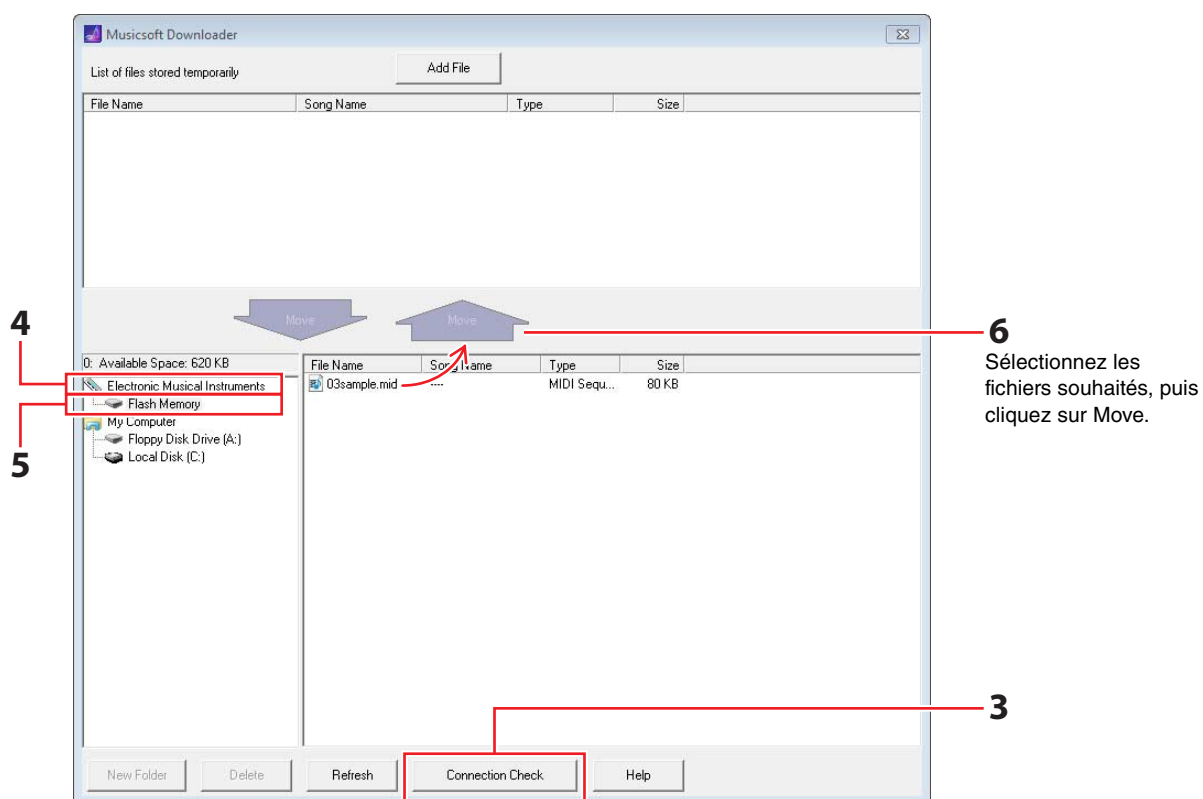 Musicsoft Downloader
List of files stored temporarily
Add File
File Name Song Name Type Size
Move Move
4
6
Sélectionnez les
fichiers souhaités, puis
cliquez sur Move.
0: Available Space: 620 KB
File Name Song Name Type Size
Electronic Musical Instruments
03sample.mid ---- MIDI Sequ... 80 KB
Flash Memory
My Computer
Floppy Disk Drive (A:)
Local Disk (C:)
5
3
New Folder Delete Refresh Connection Check Help